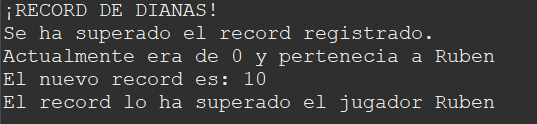 ¡RECORD DE DIANAS!
Se ha superado el record registrado.
Actualmente era de 0 y pertenecia a Ruben
El nuevo record es: 10
El record lo ha superado el jugador Ruben